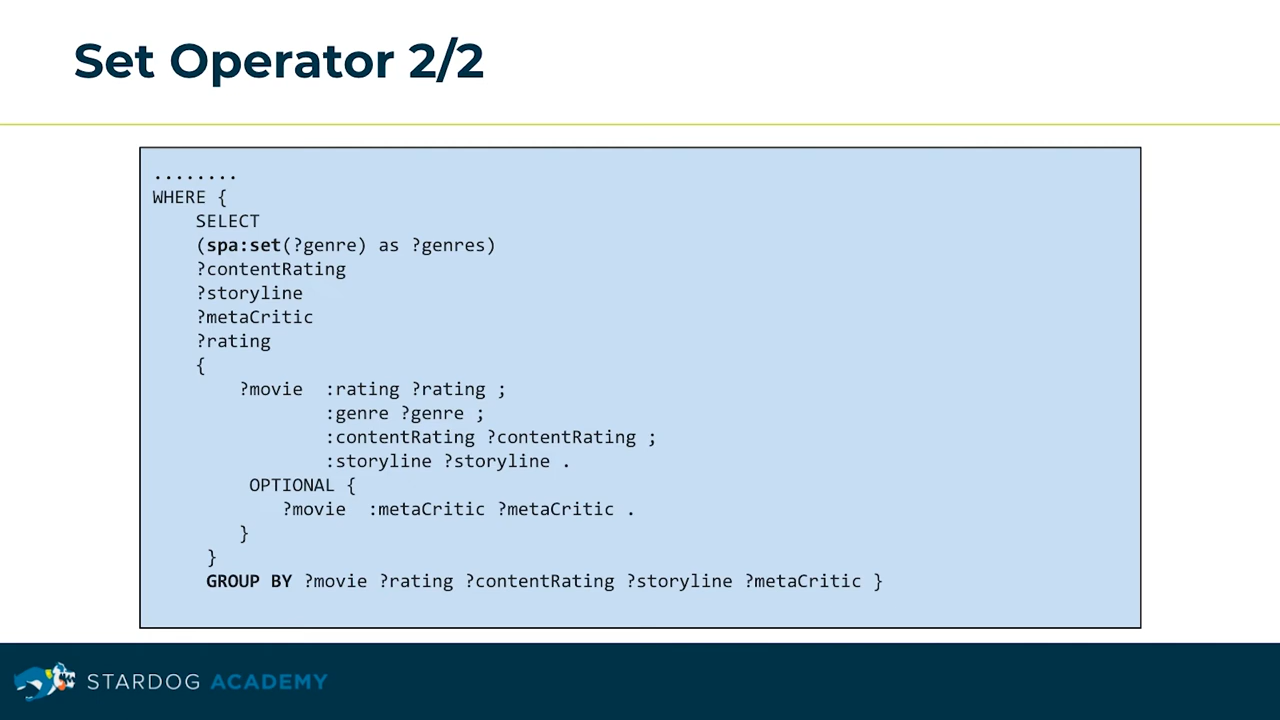 Set Operator 2/2
........
WHERE {
SELECT
(spa:set(?genre) as ?genres)
?contentRating
?storyline
?metaCritic
?rating
{
?movie :rating ?rating ;
:genre ?genre ;
:contentRating ?contentRating ;
:storyline ?storyline .
OPTIONAL {
?movie :metaCritic ?metaCritic .
}
}
GROUP BY ?movie ?rating ?contentRating ?storyline ?metaCritic }
STARDOG ACADEMY